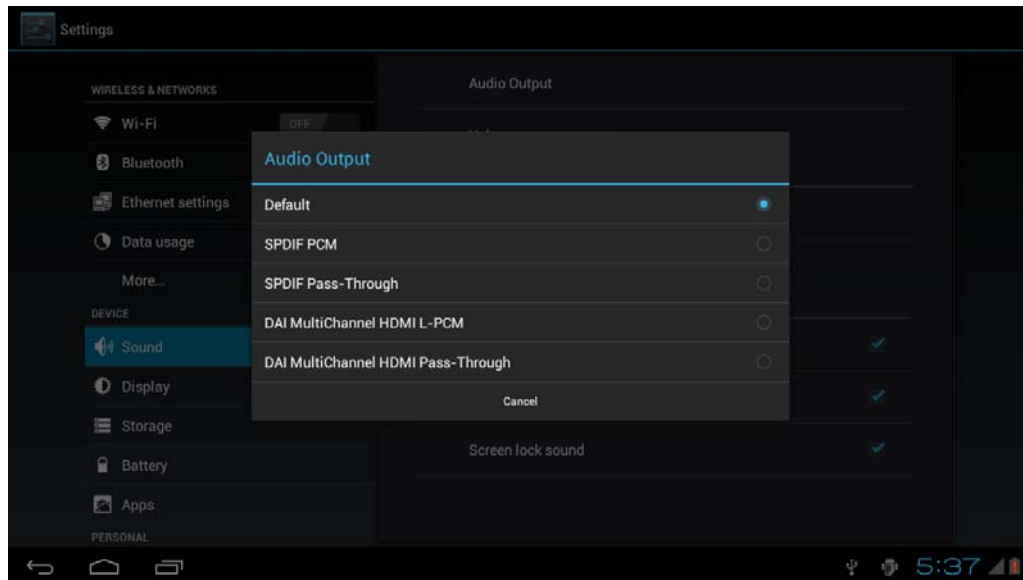 Settings
WIRELESS & NETWORKS
Wi-Fi
OFF
Bluetooth
Ethernet settings
Data usage
More...
DEVICE
Sound
Display
Storage
Battery
Apps
PERSONAL
Audio Output
Audio Output
Default
SPDIF PCM
SPDIF Pass-Through
DAI MultiChannel HDMI L-PCM
DAI MultiChannel HDMI Pass-Through
Cancel
Screen lock sound
5:37